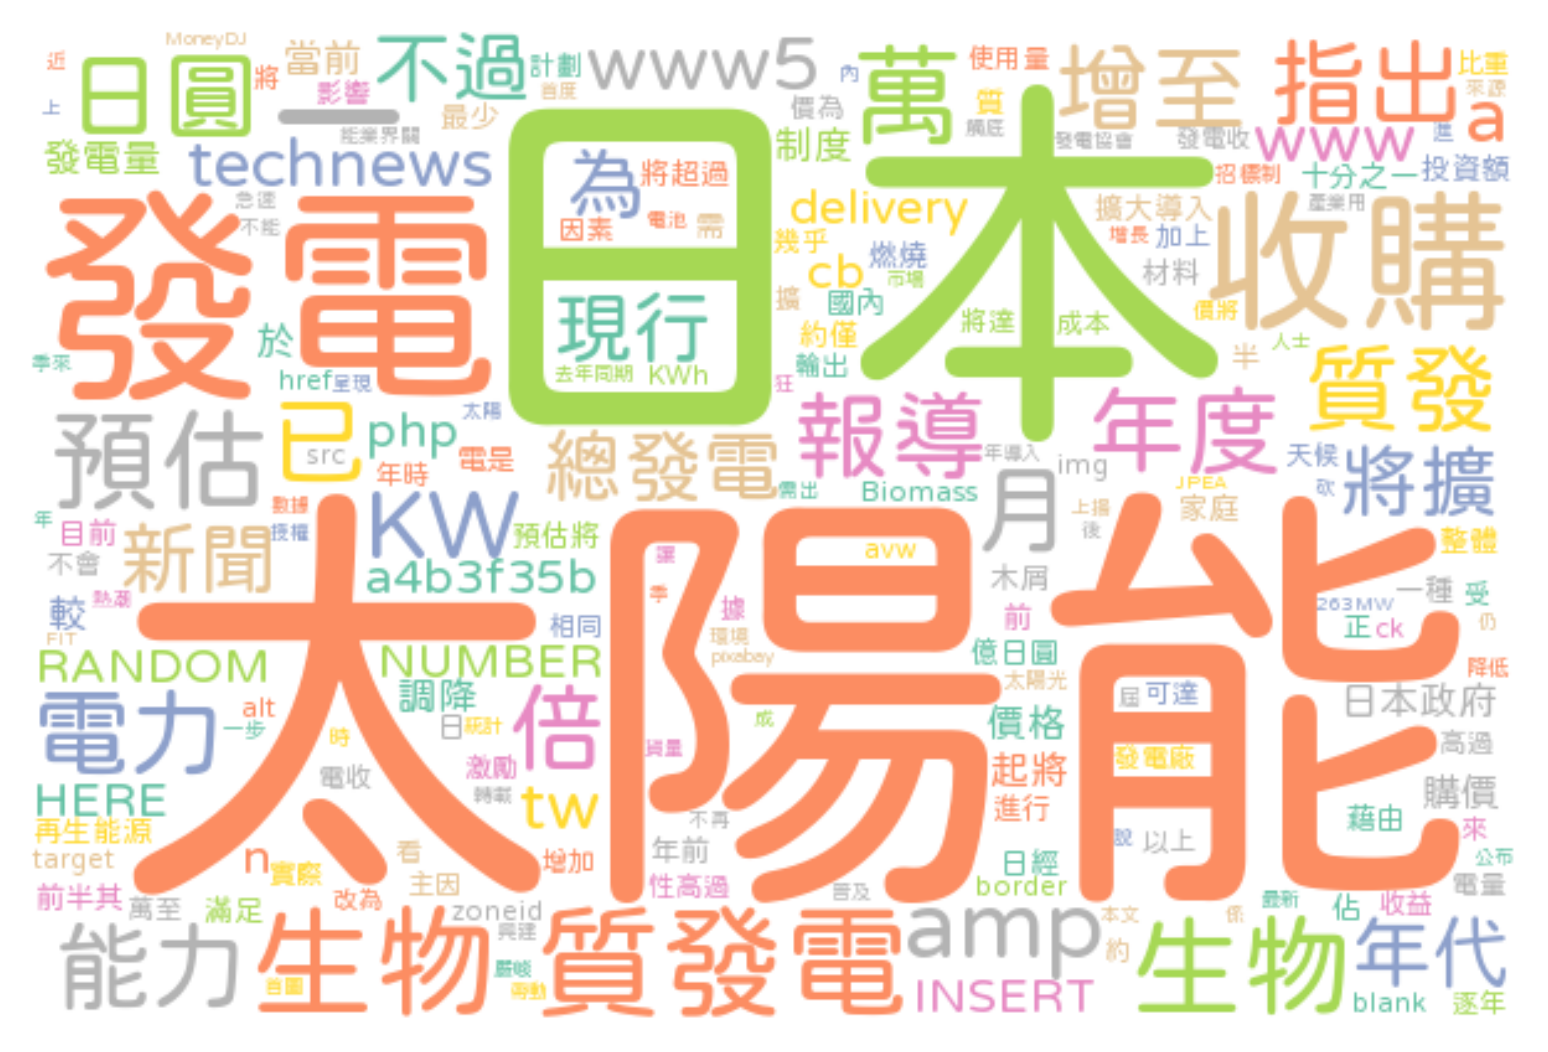 近
MoneyDJ
當前
不過
計劃
www5
內
萬
使用量
增至
指出
比重
日圓
將
影響
首度
質
來源
上
一
最少
價為
a
能業界關
觸底
發電協會
發電收
www
進
發電量
technews
制度
投資額
日本
為
將超過
招標制
十分之一
發電
急速
不能
因素
電池
需
delivery
擴大導入
產業用
收購
幾乎
增長
加上
cb
燃燒
市場
材料
擴
國內
現行
於
約僅
將達
成本
價將
人士
季來
輸出
半
href
呈現
去年同期
KWh
狂
質發
預估
已
php
太陽
報導
年度
src
總發電
年導入
img
天候
將擴
年時
電是
需出
Biomass
月
JPEA
砍
數據
KW
上揚
家庭
年
目前
新聞
授權
預估將
後
整體
不會
avw
太陽能
a4b3f35b
木屑
一種
受
較
熱潮
季
據
前
263MW
正
ck
仍
FIT
相同
環境
RANDOM
NUMBER
pixabay
億日圓
降低
電力
調降
太陽光
屆
可達
日本政府
alt
一步
日
統計
倍
成
價格
時
資量
高過
激勵
起將
發電廠
電收
HERE
轉載
tw
進行
購價
再生能源
不再
藉由
來
target
n
實際
看
增加
年前
日經
說
以上
公布
主因
性高過
border
電量
前半其
萬至
滿足
改為
zoneid
普及
最新
佔
收益
能力
生物質發電
興建
amp
本文
係
生物
年代
嚴峻
約
首圖
帶動
INSERT
blank
逐年